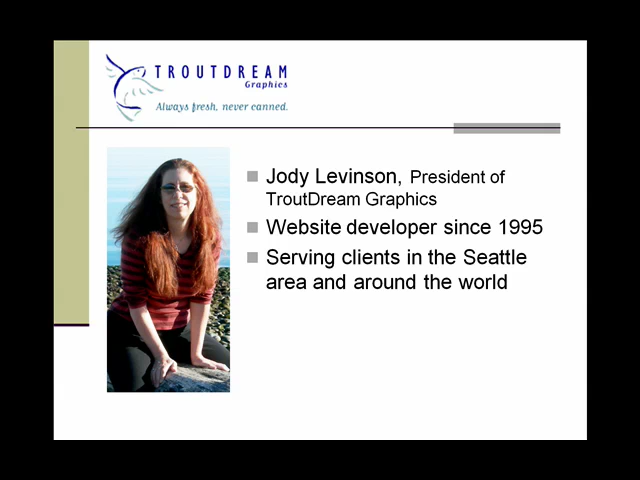 TROUTDREAM
Graphics
Always fresh, never canned.
Jody Levinson, President of
TroutDream Graphics
Website developer since 1995
Serving clients in the Seattle
area and around the world